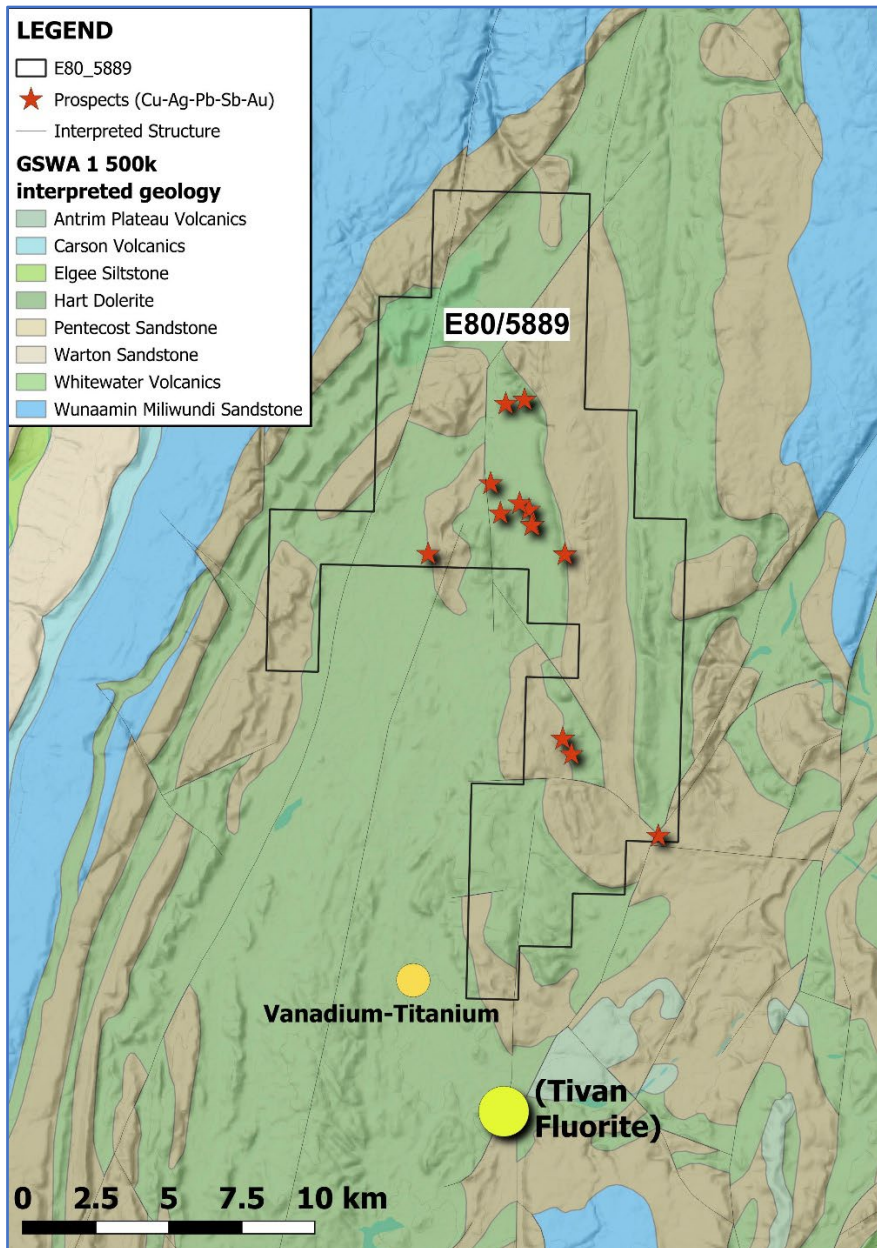 LEGEND
E80_5889
Prospects (Cu-Ag-Pb-Sb-Au)
Interpreted Structure
GSWA 1 500k
interpreted geology
Antrim Plateau Volcanics
Carson Volcanics
Elgee Siltstone
Hart Dolerite
Pentecost Sandstone
Warton Sandstone
Whitewater Volcanics
Wunaamin Miliwundi Sandstone
E80/5889
Vanadium-Titanium
(Tivan
Fluorite)
0 2.5 5 7.5 10 km